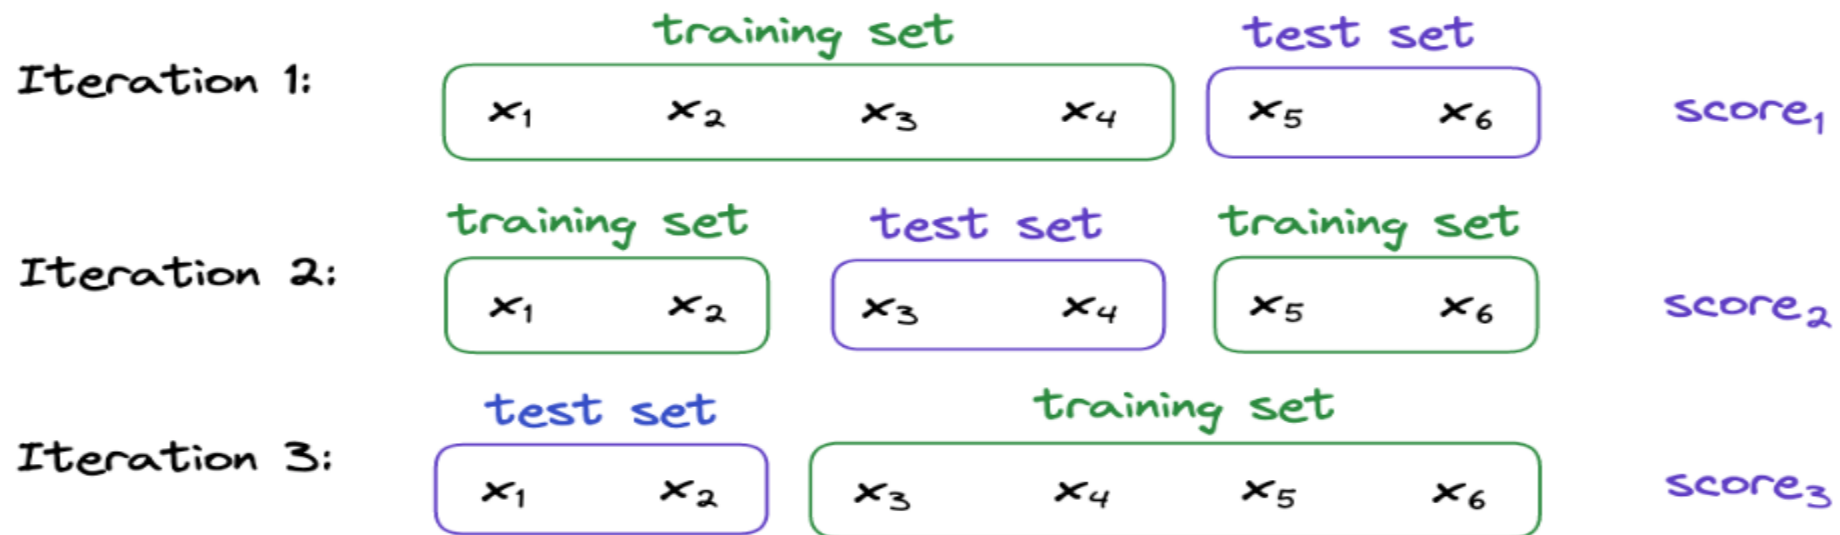 training set test set
Iteration 1: x₁ x₂ x₃ x₄ x₅ x₆ score₁
training set test set training set
Iteration 2: x₁ x₂ x₃ x₄ x₅ x₆ score₂
test set training set
Iteration 3: x₁ x₂ x₃ x₄ x₅ x₆ score₃